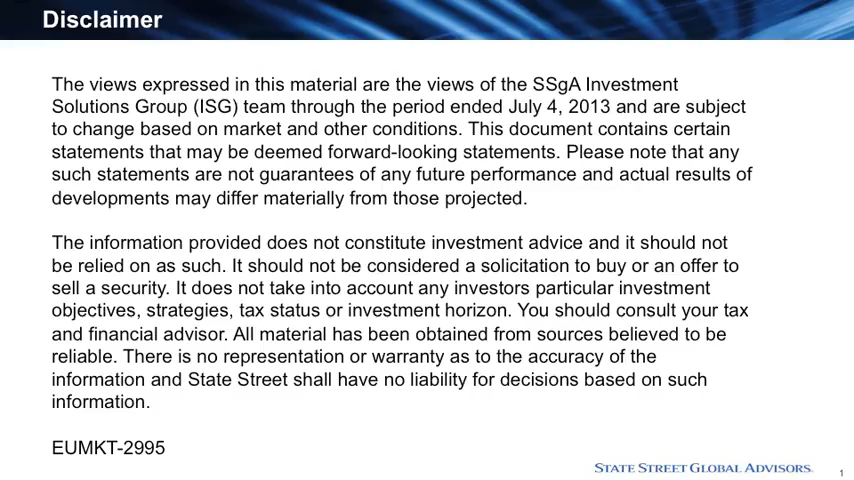 Disclaimer
The views expressed in this material are the views of the SSgA Investment
Solutions Group (ISG) team through the period ended July 4, 2013 and are subject
to change based on market and other conditions. This document contains certain
statements that may be deemed forward-looking statements. Please note that any
such statements are not guarantees of any future performance and actual results of
developments may differ materially from those projected.
The information provided does not constitute investment advice and it should not
be relied on as such. It should not be considered a solicitation to buy or an offer to
sell a security. It does not take into account any investors particular investment
objectives, strategies, tax status or investment horizon. You should consult your tax
and financial advisor. All material has been obtained from sources believed to be
reliable. There is no representation or warranty as to the accuracy of the
information and State Street shall have no liability for decisions based on such
information.
EUMKT-2995
STATE STREET GLOBAL ADVISORS.
1